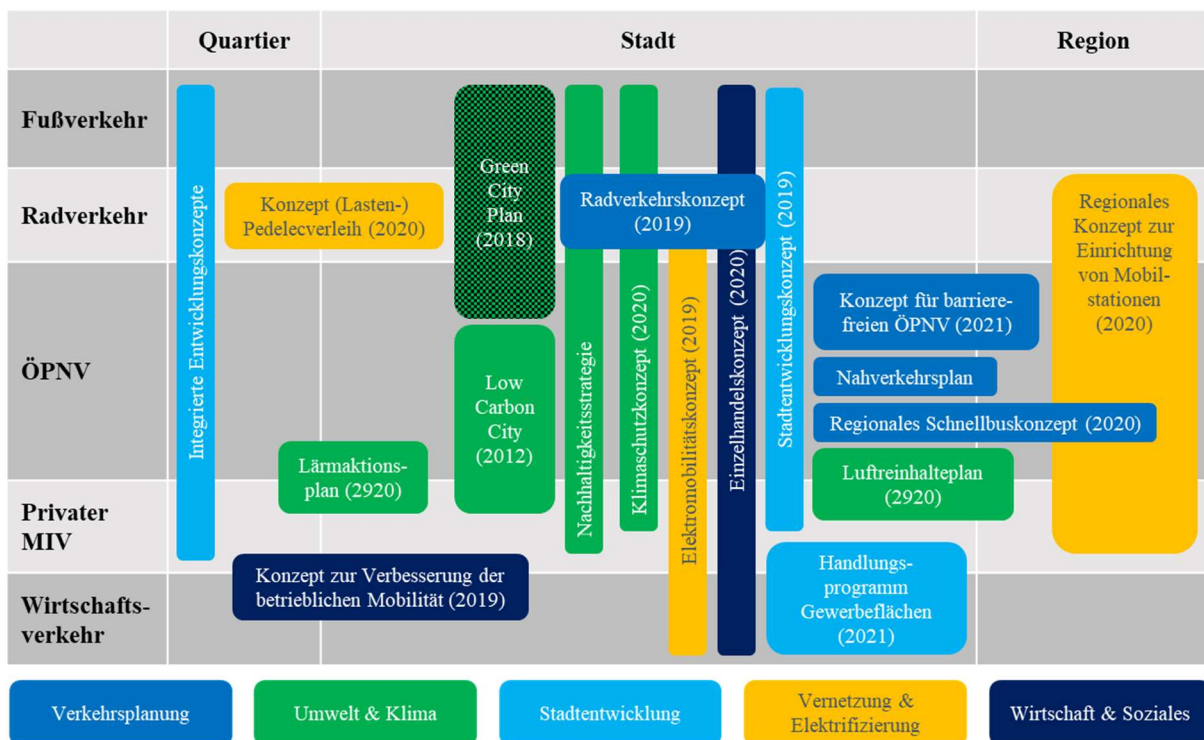 Quartier
Stadt
Region
Fußverkehr
Radverkehr
ÖPNV
Privater
MIV
Wirtschafts-
verkehr
Integrierte Entwicklungskonzepte
Konzept (Lasten-)
Pedelecverleih (2020)
Lärmaktions-
plan (2920)
Konzept zur Verbesserung der
betrieblichen Mobilität (2019)
Green
City
Plan
(2018)
Low
Carbon
City
(2012)
Nachhaltigkeitsstrategie
Klimaschutzkonzept (2020)
Radverkehrskonzept
(2019)
Elektromobilitätskonzept (2019)
Einzelhandelskonzept (2020)
Stadtentwicklungskonzept (2019)
Konzept für barriere-
freien ÖPNV (2021)
Nahverkehrsplan
Regionales Schnellbuskonzept (2020)
Luftreinhalteplan
(2920)
Handlungs-
programm
Gewerbeflächen
(2021)
Regionales
Konzept zur
Einrichtung
von Mobil-
stationen
(2020)
Verkehrsplanung
Umwelt & Klima
Stadtentwicklung
Vernetzung &
Elektrifizierung
Wirtschaft & Soziales